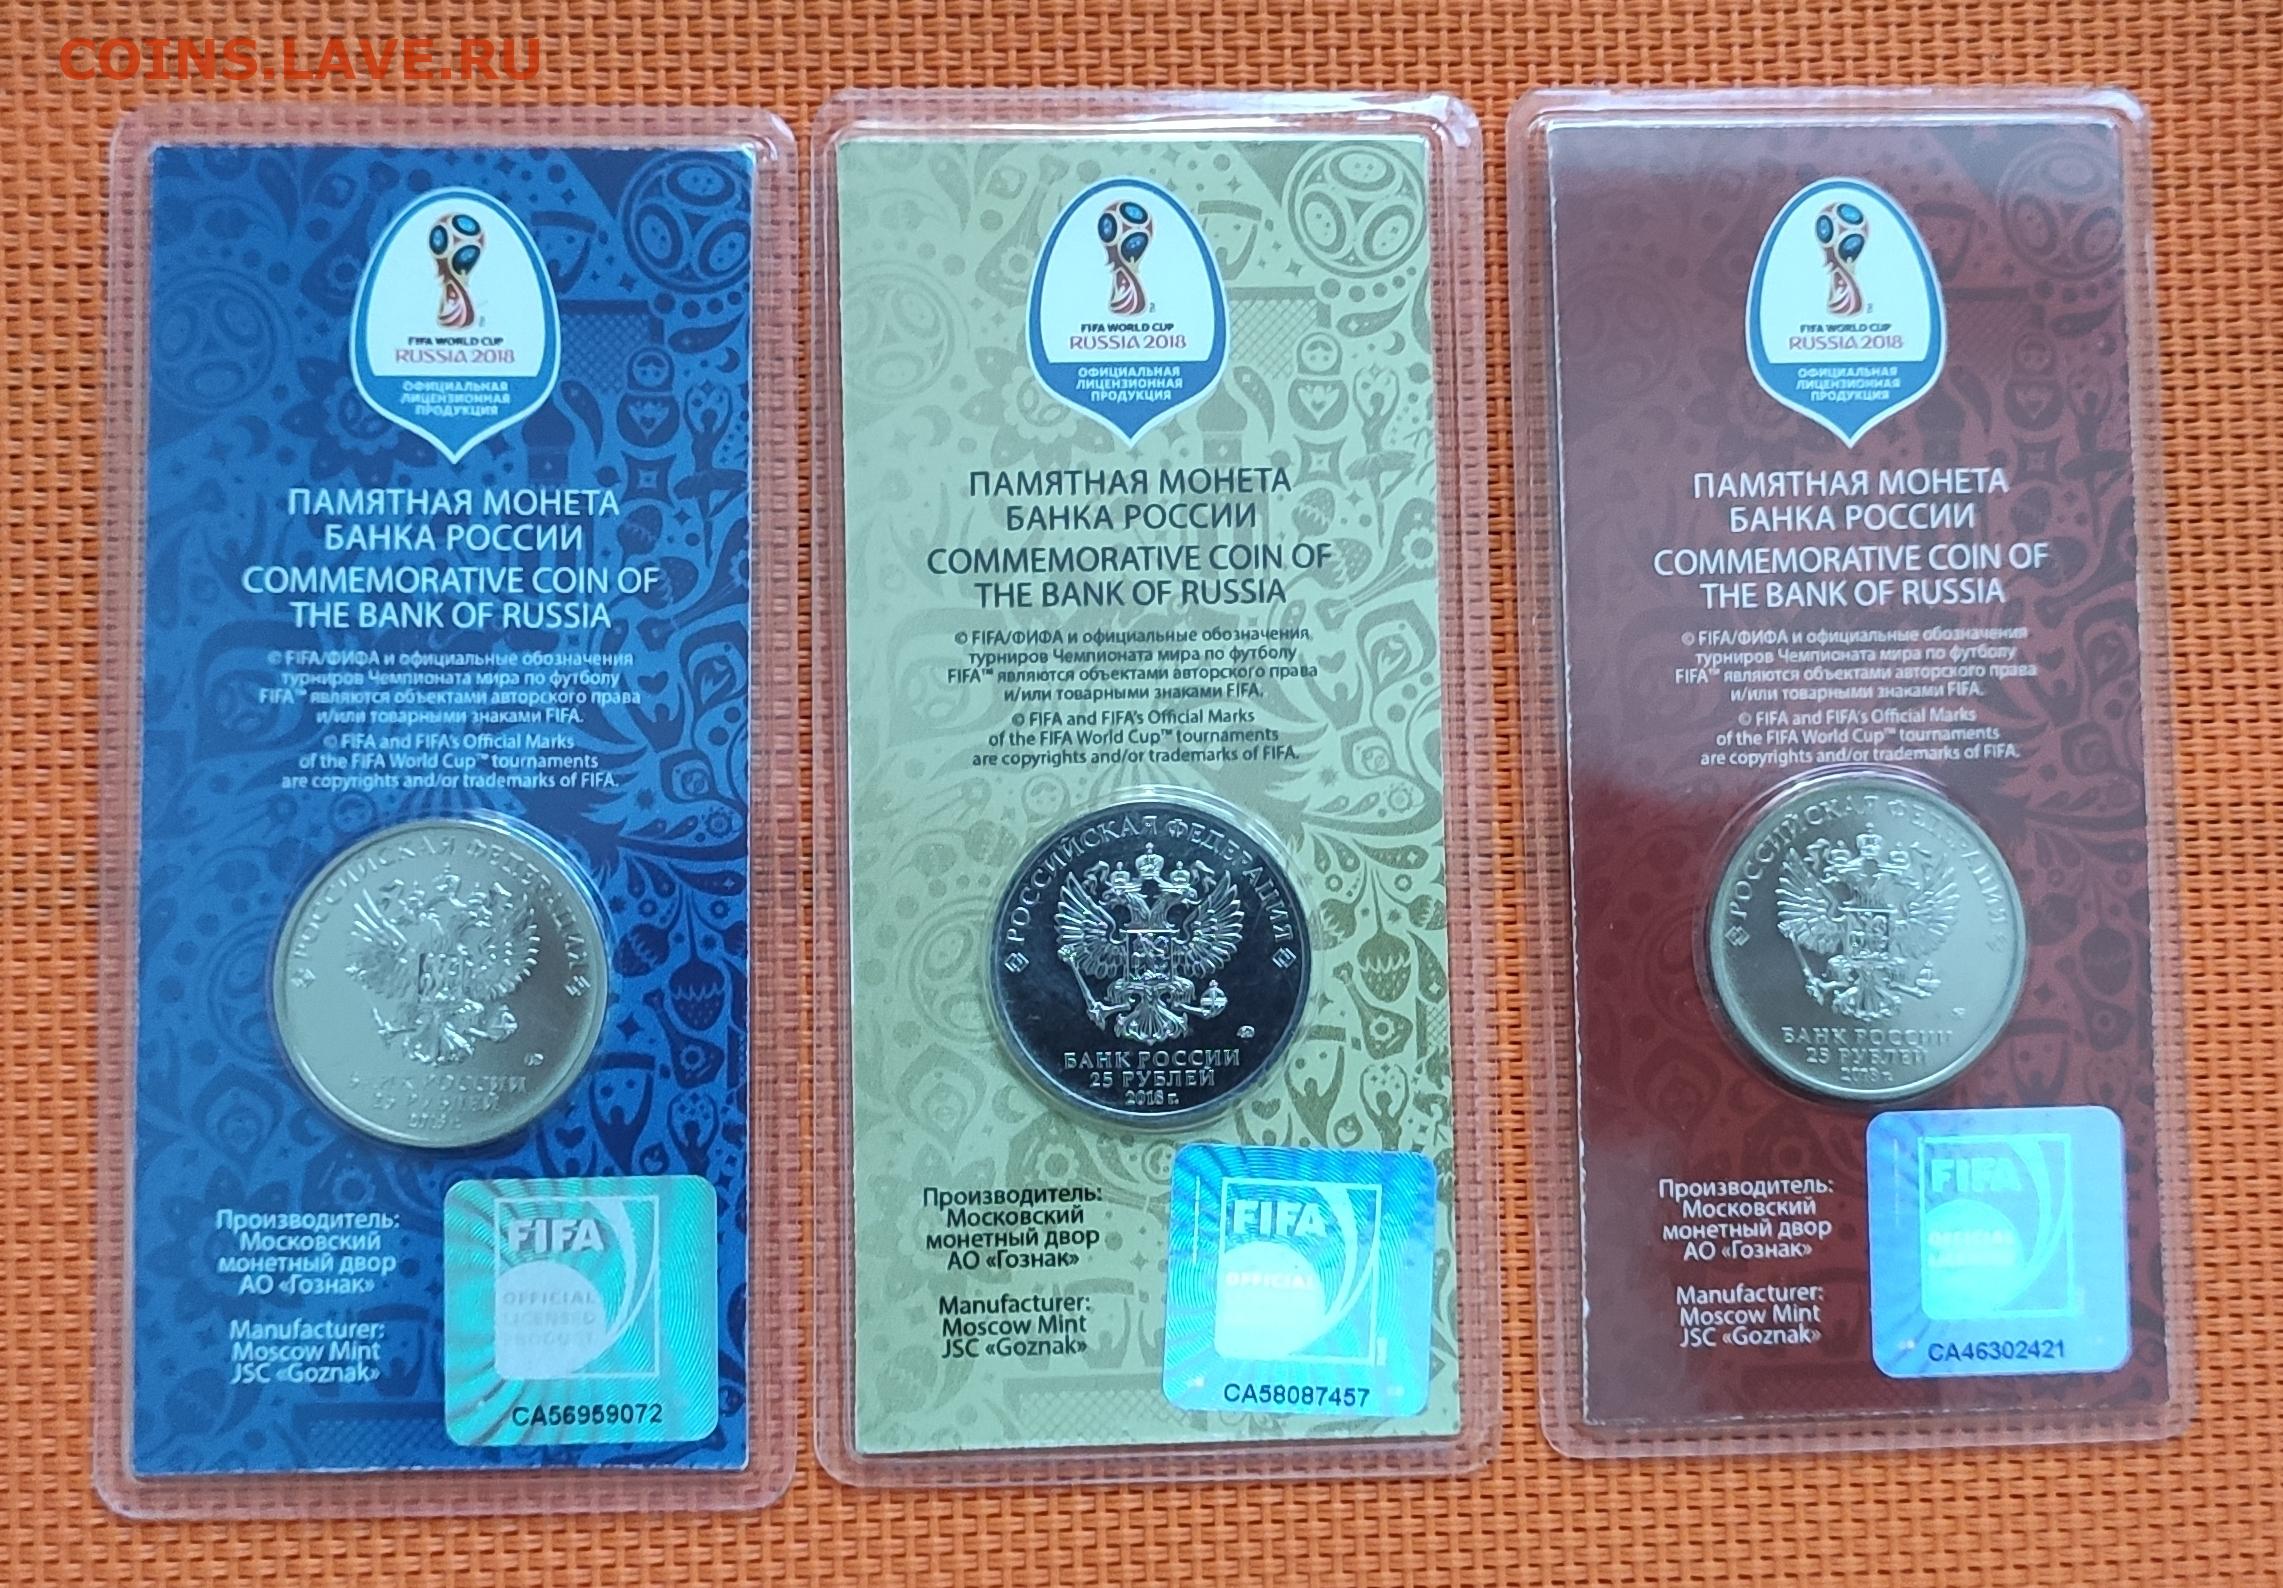 COINS.LAVE.RU
FIFA WORLD CUP
RUSSIA 2018
ОФИЦИАЛЬНАЯ
ЛИЦЕНЗИОННАЯ
ПРОДУКЦИЯ
ПАМЯТНАЯ МОНЕТА
БАНКА РОССИИ
COMMEMORATIVE COIN OF
THE BANK OF RUSSIA
© FIFA/ФИФА и официальные обозначения
турниров Чемпионата мира по футболу
FIFA™ являются объектами авторского права
и/или товарными знаками FIFA.
© FIFA and FIFA's Official Marks
of the FIFA World Cup™ tournaments
are copyrights and/or trademarks of FIFA.
РОССИЙСКАЯ ФЕДЕРАЦИЯ
Производитель:
Московский
монетный двор
АО «Гознак»
Manufacturer:
Moscow Mint
JSC «Goznak»
FIFA
OFFICIAL
LICENSED
PRODUCT
CA56959072
FIFA WORLD CUP
RUSSIA 2018
ОФИЦИАЛЬНАЯ
ЛИЦЕНЗИОННАЯ
ПРОДУКЦИЯ
ПАМЯТНАЯ МОНЕТА
БАНКА РОССИИ
COMMEMORATIVE COIN OF
THE BANK OF RUSSIA
© FIFA/ФИФА и официальные обозначения
турниров Чемпионата мира по футболу
FIFA™ являются объектами авторского права
и/или товарными знаками FIFA.
© FIFA and FIFA's Official Marks
of the FIFA World Cup™ tournaments
are copyrights and/or trademarks of FIFA.
РОССИЙСКАЯ ФЕДЕРАЦИЯ
БАНК РОССИИ
25 РУБЛЕЙ
2018 г.
Производитель:
Московский
монетный двор
АО «Гознак»
Manufacturer:
Moscow Mint
JSC «Goznak»
FIFA
OFFICIAL
CA58087457
FIFA WORLD CUP
RUSSIA 2018
ОФИЦИАЛЬНАЯ
ЛИЦЕНЗИОННАЯ
ПРОДУКЦИЯ
ПАМЯТНАЯ МОНЕТА
БАНКА РОССИИ
COMMEMORATIVE COIN OF
THE BANK OF RUSSIA
© FIFA/ФИФА и официальные обозначения
турниров Чемпионата мира по футболу
FIFA™ являются объектами авторского права
и/или товарными знаками FIFA.
© FIFA and FIFA's Official Marks
of the FIFA World Cup™ tournaments
are copyrights and/or trademarks of FIFA.
РОССИЙСКАЯ ФЕДЕРАЦИЯ
БАНК РОССИИ
25 РУБЛЕЙ
2018 г.
Производитель:
Московский
монетный двор
АО «Гознак»
Manufacturer:
Moscow Mint
JSC «Goznak»
FIFA
OFFICIAL
LICENSED
CA46302421